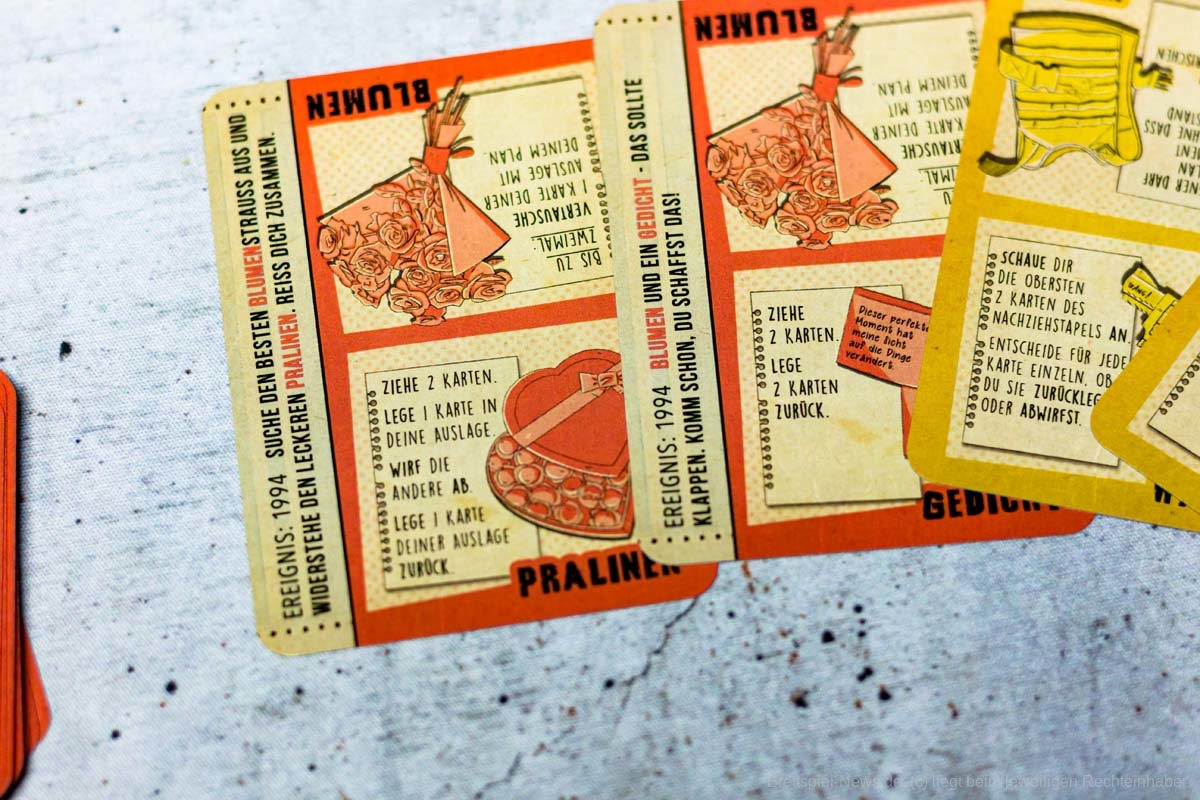 EREIGNIS: 1994 SUCHE DEN BESTEN BLUMENSTRAUSS AUS UND
WIDERSTEHE DEN LECKEREN PRALINEN. REISS DICH ZUSAMMEN.
BLUMEN
BIS ZU
ZWEIMAL:
VERTAUSCHE
1 KARTE DEINER
AUSLAGE MIT
DEINEM PLAN.
ZIEHE 2 KARTEN.
LEGE 1 KARTE IN
DEINE AUSLAGE.
WIRF DIE
ANDERE AB.
LEGE 1 KARTE
DEINER AUSLAGE
ZURÜCK.
PRALINEN
EREIGNIS: 1994 BLUMEN UND EIN GEDICHT - DAS SOLLTE
KLAPPEN. KOMM SCHON, DU SCHAFFST DAS!
BLUMEN
KARTE DEINER
AUSLAGE MIT
DEINEM PLAN.
ZIEHE
2 KARTEN.
LEGE
2 KARTEN
ZURÜCK.
Dieser perfekte
Moment hat
meine Sicht
auf die Dinge
verändert.
GEDICHT
SCHAUE DIR
DIE OBERSTEN
2 KARTEN DES
NACHZIEHSTAPELS AN.
ENTSCHEIDE FÜR JEDE
KARTE EINZELN, OB
DU SIE ZURÜCKLEG
ODER ABWIRFST.